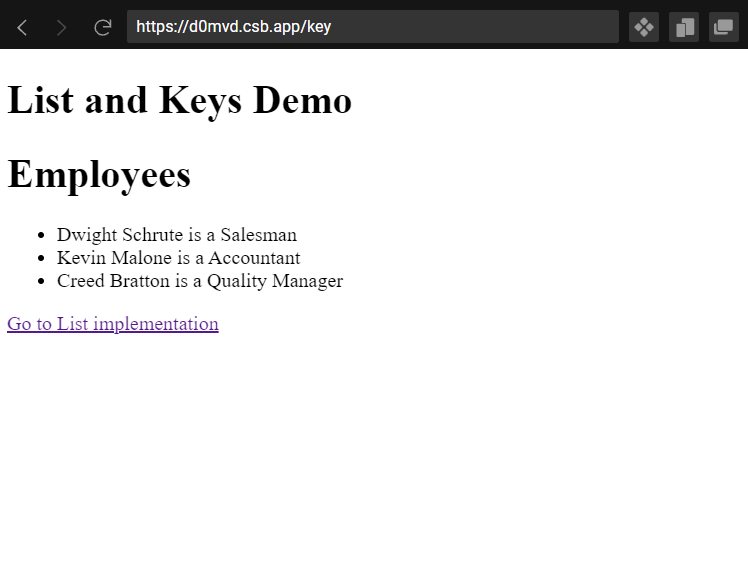 https://d0mvd.csb.app/key
List and Keys Demo
Employees
Dwight Schrute is a Salesman
Kevin Malone is a Accountant
Creed Bratton is a Quality Manager
Go to List implementation